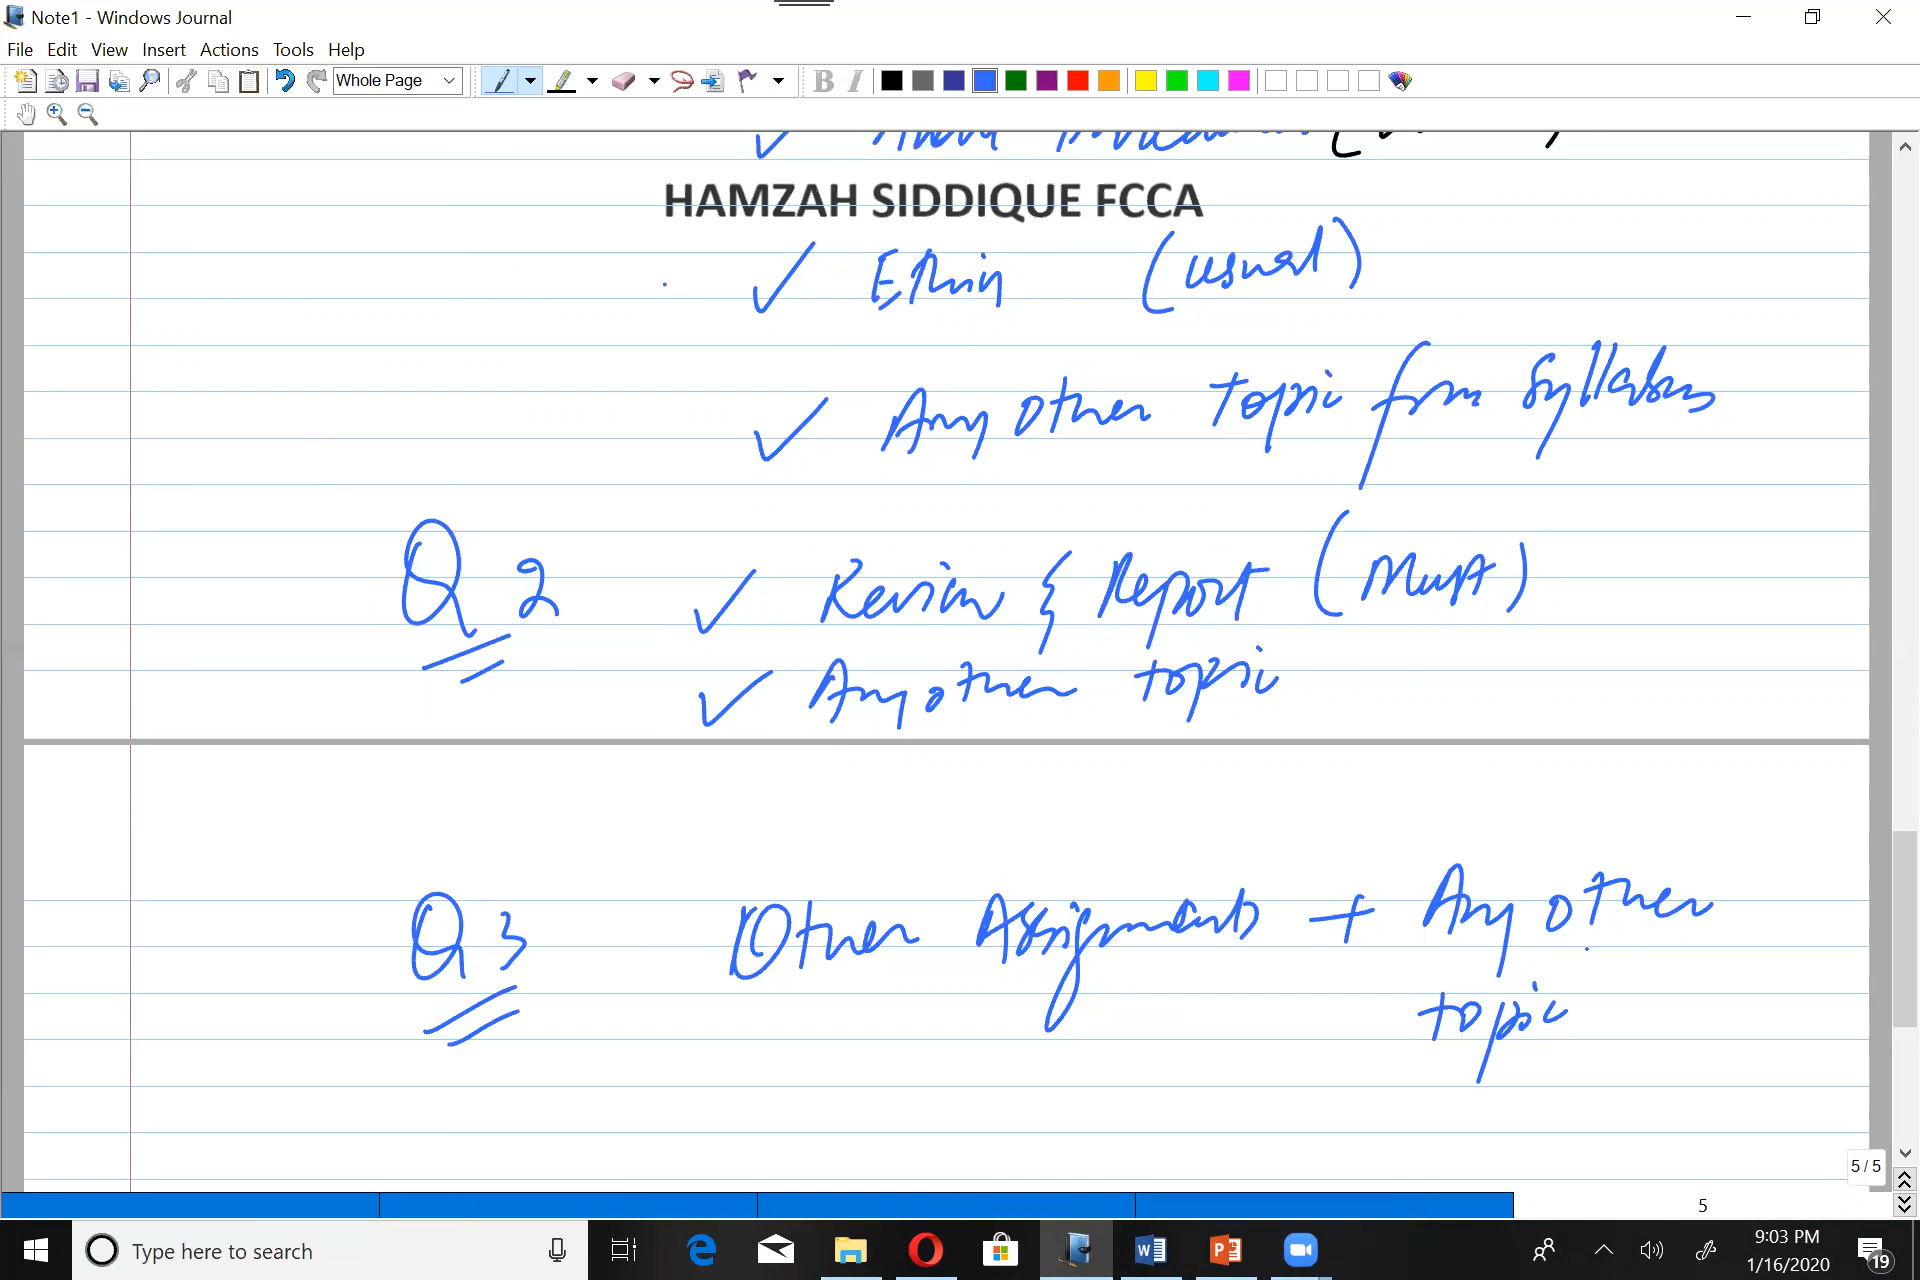 Note1 - Windows Journal
File Edit View Insert Actions Tools Help
Whole Page
B I
HAMZAH SIDDIQUE FCCA
✓ Ethics (usual)
✓ Any other topic from syllabus
Q 2 ✓ Review & Report (Must)
✓ Any other topic
Q 3 Other Assignments + Any other
topic
5 / 5
5
Type here to search
9:03 PM
1/16/2020
19